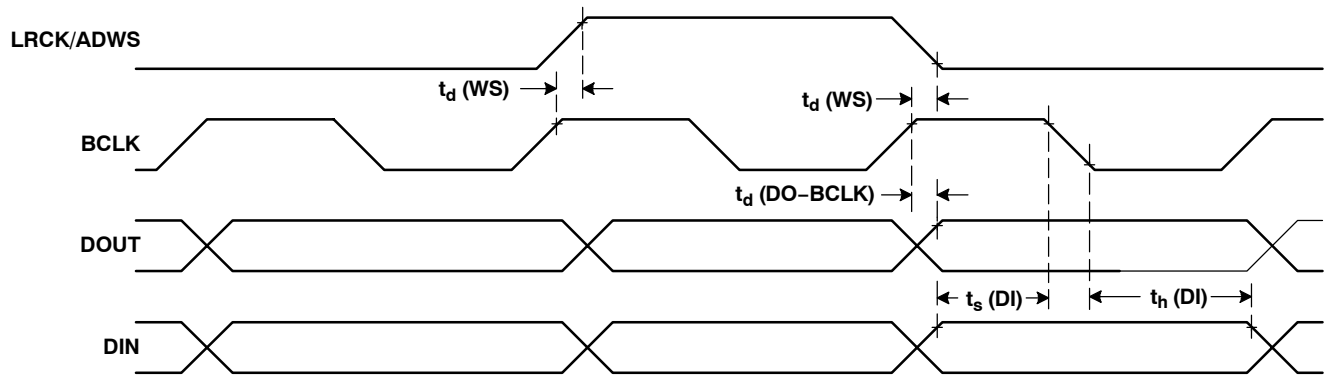 LRCK/ADWS
td (WS)
td (WS)
BCLK
td (DO−BCLK)
DOUT
ts (DI)
th (DI)
DIN